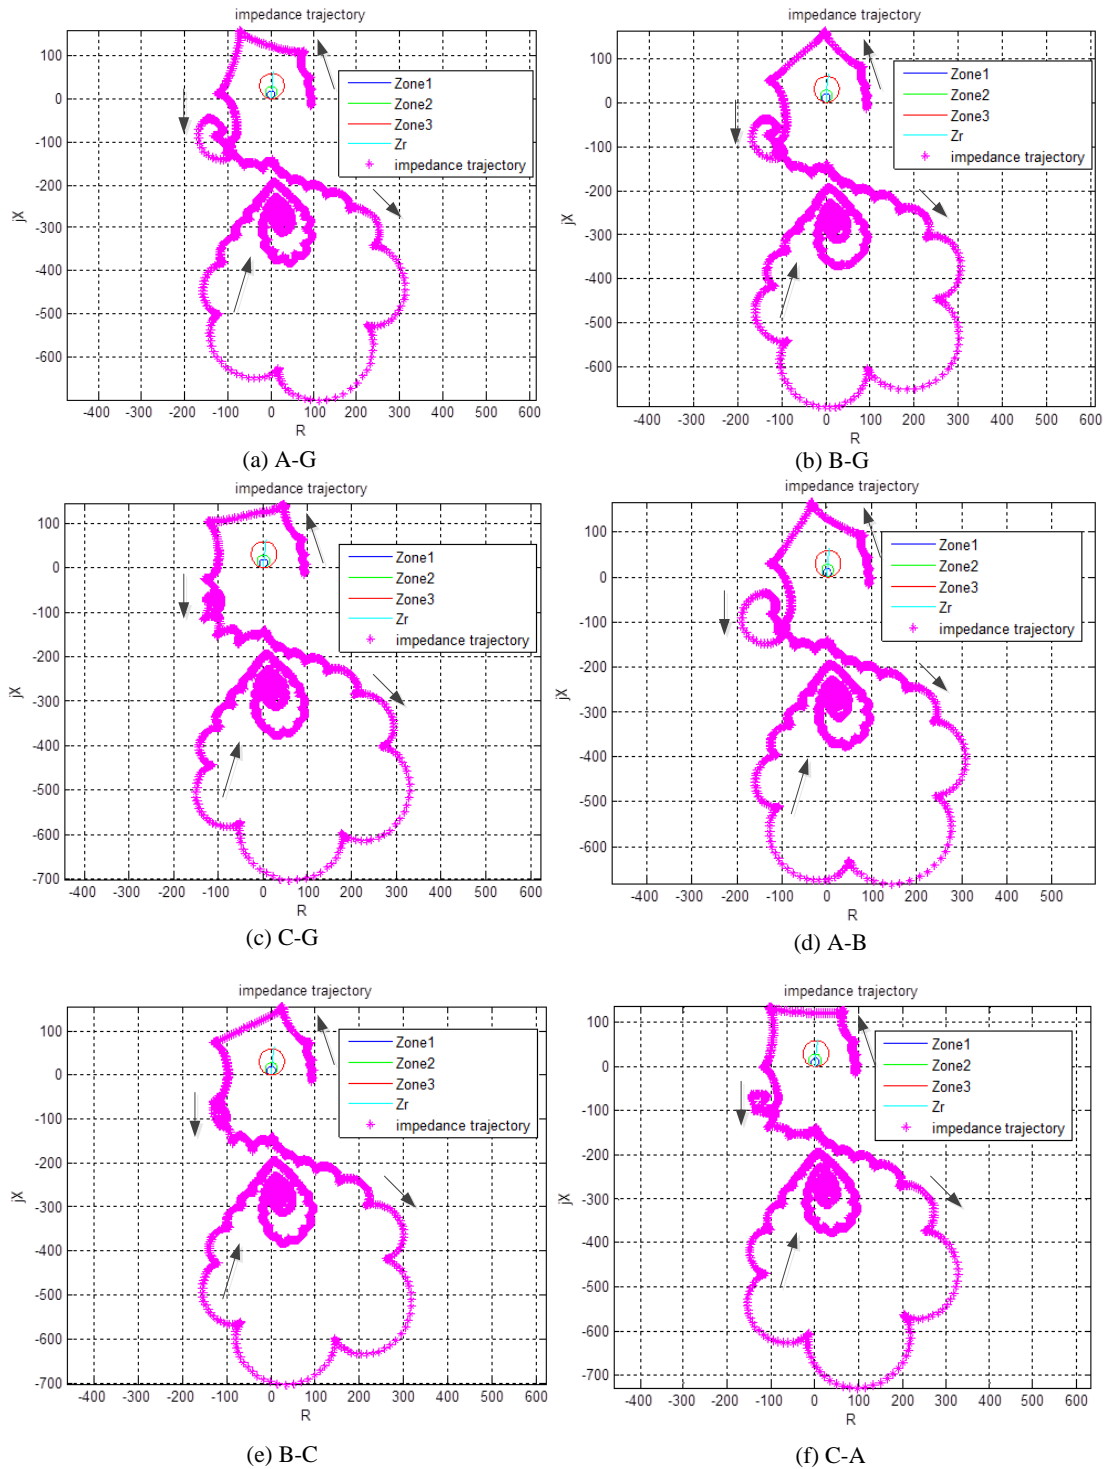 impedance trajectory
100
0
-100
-200
-300
-400
-500
-600
jX
-400 -300 -200 -100 0 100 200 300 400 500 600
R
Zone1
Zone2
Zone3
Zr
impedance trajectory
(a) A-G
impedance trajectory
100
0
-100
-200
-300
-400
-500
-600
jX
-400 -300 -200 -100 0 100 200 300 400 500 600
R
Zone1
Zone2
Zone3
Zr
impedance trajectory
(b) B-G
impedance trajectory
100
0
-100
-200
-300
-400
-500
-600
-700
jX
-400 -300 -200 -100 0 100 200 300 400 500 600
R
Zone1
Zone2
Zone3
Zr
impedance trajectory
(c) C-G
impedance trajectory
100
0
-100
-200
-300
-400
-500
-600
jX
-400 -300 -200 -100 0 100 200 300 400 500
R
Zone1
Zone2
Zone3
Zr
impedance trajectory
(d) A-B
impedance trajectory
100
0
-100
-200
-300
-400
-500
-600
-700
jX
-400 -300 -200 -100 0 100 200 300 400 500 600
R
Zone1
Zone2
Zone3
Zr
impedance trajectory
(e) B-C
impedance trajectory
100
0
-100
-200
-300
-400
-500
-600
-700
jX
-400 -300 -200 -100 0 100 200 300 400 500 600
R
Zone1
Zone2
Zone3
Zr
impedance trajectory
(f) C-A